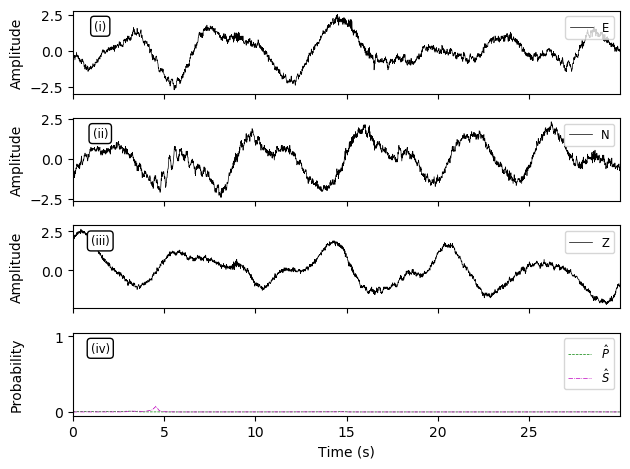 2.5
0.0
−2.5
Amplitude
(i)
E
2.5
0.0
−2.5
Amplitude
(ii)
N
2.5
0.0
Amplitude
(iii)
Z
1
0
Probability
(iv)
P̂
Ŝ
0 5 10 15 20 25
Time (s)